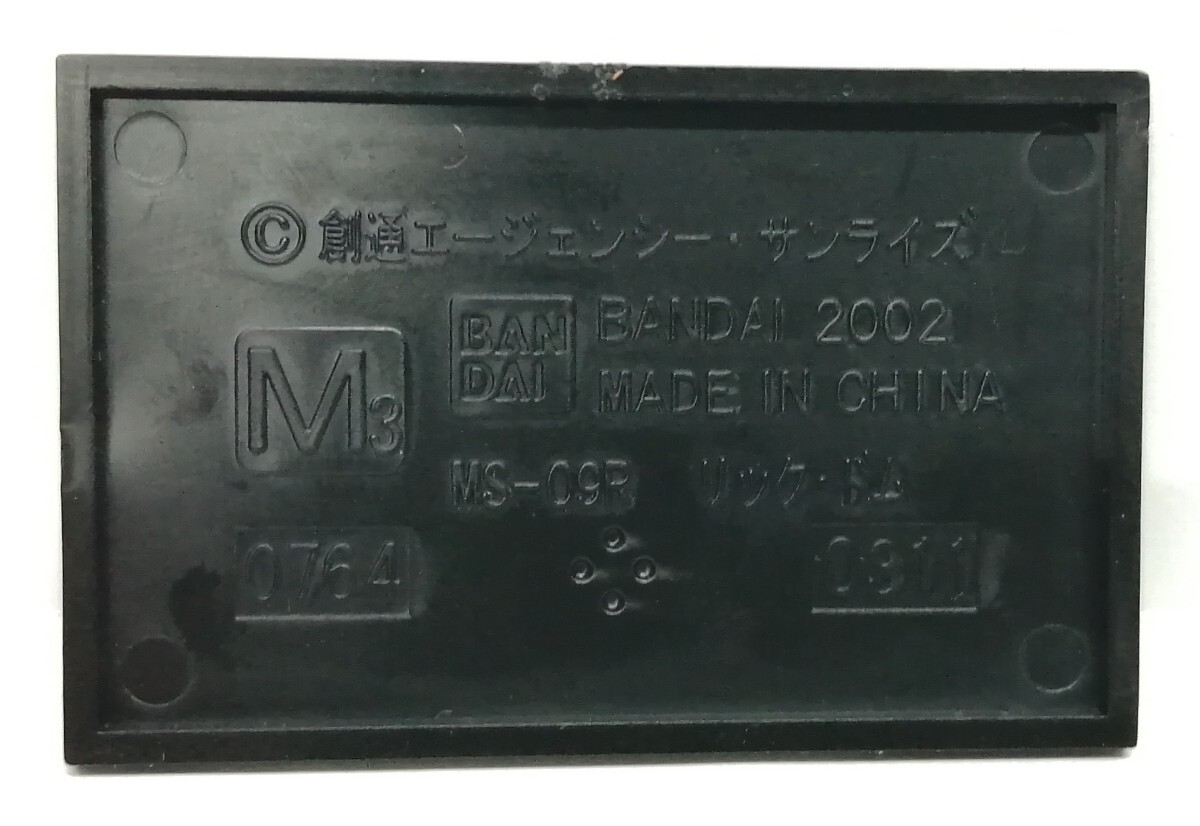 ©創通エージェンシー・サンライズ
BAN
DAI
BANDAI 2002
MADE IN CHINA
M3
MS-09R リック・ドム
0764
0911